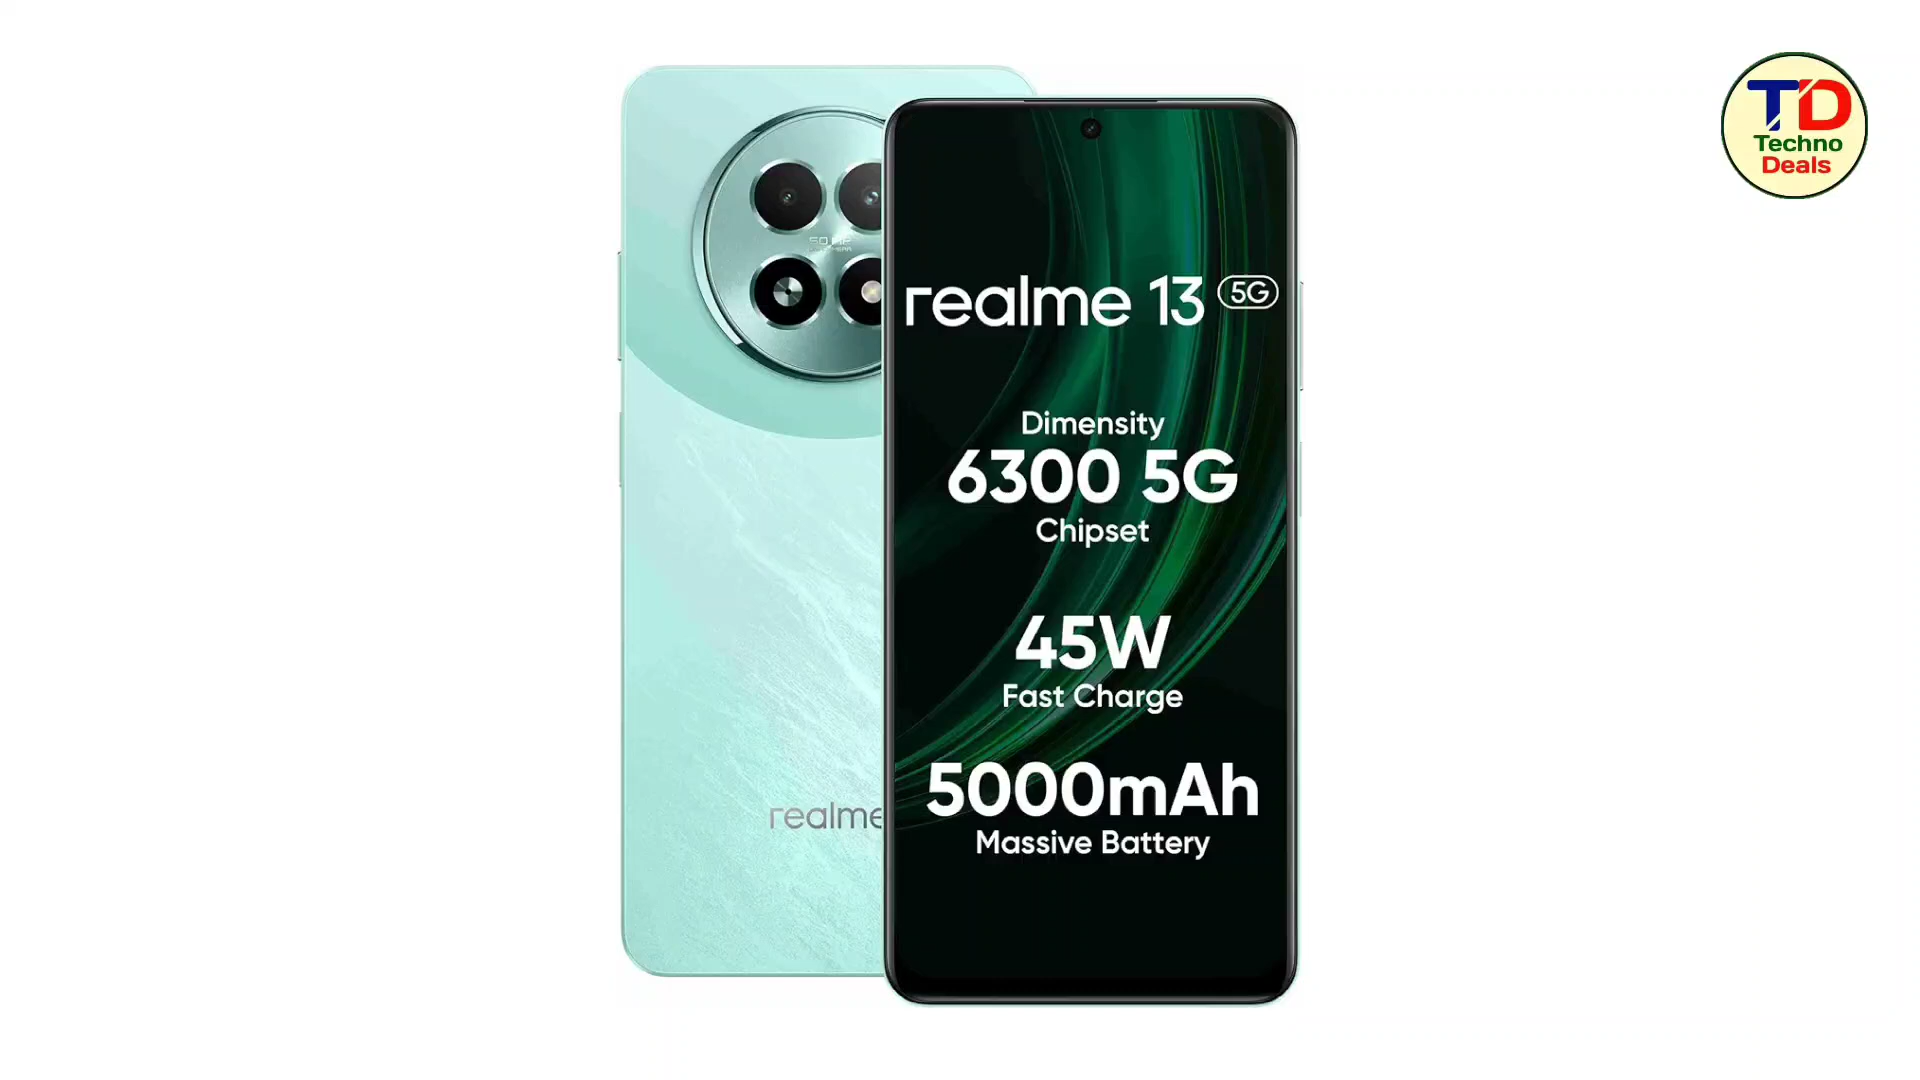 TD
Techno
Deals
realme 13 5G
Dimensity
6300 5G
Chipset
45W
Fast Charge
5000mAh
Massive Battery
realme